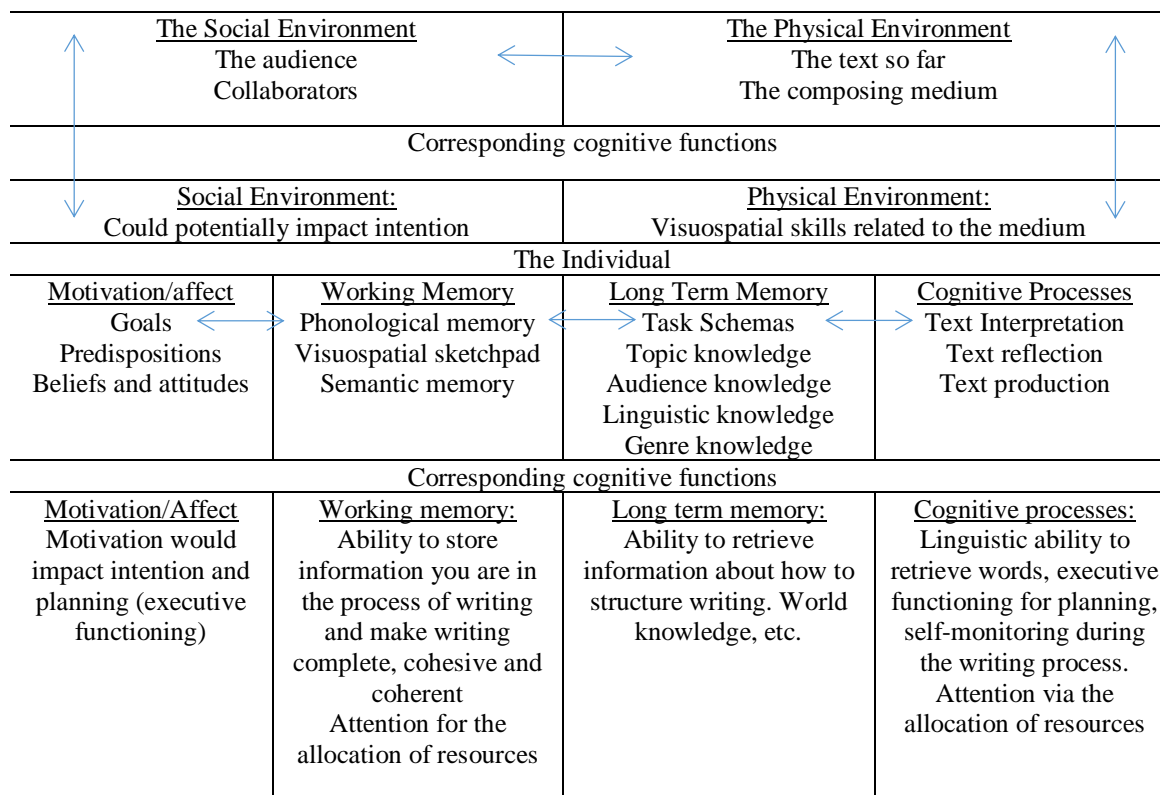 The Social Environment
The audience
Collaborators
The Physical Environment
The text so far
The composing medium
Corresponding cognitive functions
Social Environment:
Could potentially impact intention
Physical Environment:
Visuospatial skills related to the medium
The Individual
Motivation/affect
Goals
Predispositions
Beliefs and attitudes
Working Memory
Phonological memory
Visuospatial sketchpad
Semantic memory
Long Term Memory
Task Schemas
Topic knowledge
Audience knowledge
Linguistic knowledge
Genre knowledge
Cognitive Processes
Text Interpretation
Text reflection
Text production
Corresponding cognitive functions
Motivation/Affect
Motivation would
impact intention and
planning (executive
functioning)
Working memory:
Ability to store
information you are in
the process of writing
and make writing
complete, cohesive and
coherent
Attention for the
allocation of resources
Long term memory:
Ability to retrieve
information about how to
structure writing. World
knowledge, etc.
Cognitive processes:
Linguistic ability to
retrieve words, executive
functioning for planning,
self-monitoring during
the writing process.
Attention via the
allocation of resources